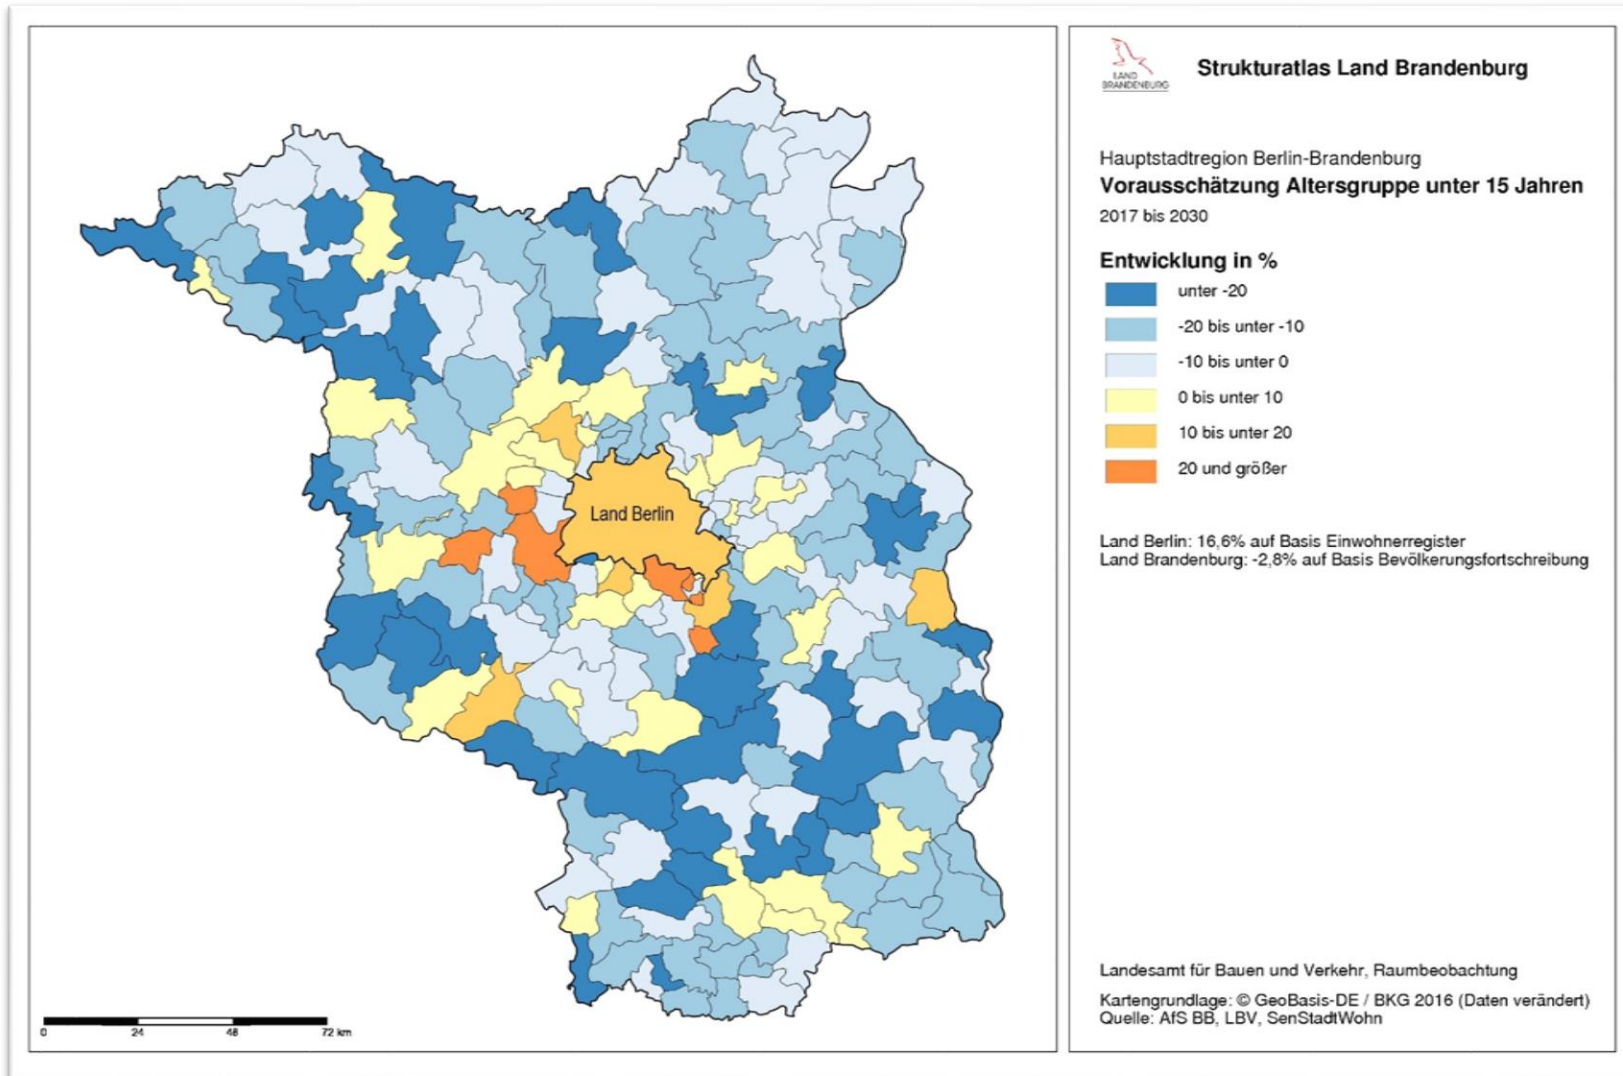 Land Berlin
0 24 48 72 km
LAND
BRANDENBURG
Strukturatlas Land Brandenburg
Hauptstadtregion Berlin-Brandenburg
Vorausschätzung Altersgruppe unter 15 Jahren
2017 bis 2030
Entwicklung in %
unter -20
-20 bis unter -10
-10 bis unter 0
0 bis unter 10
10 bis unter 20
20 und größer
Land Berlin: 16,6% auf Basis Einwohnerregister
Land Brandenburg: -2,8% auf Basis Bevölkerungsfortschreibung
Landesamt für Bauen und Verkehr, Raumbeobachtung
Kartengrundlage: © GeoBasis-DE / BKG 2016 (Daten verändert)
Quelle: AfS BB, LBV, SenStadtWohn